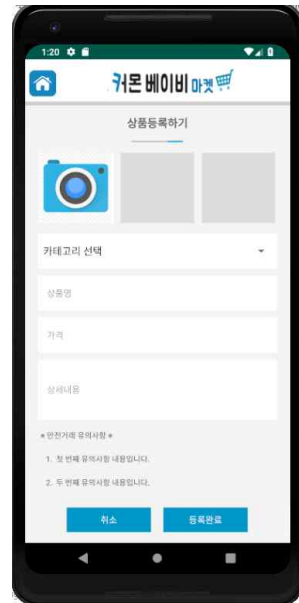 1:20
커몬 베이비 마켓
상품등록하기
카테고리 선택
상품명
가격
상세내용
* 안전거래 유의사항 *
1. 첫 번째 유의사항 내용입니다.
2. 두 번째 유의사항 내용입니다.
취소
등록완료